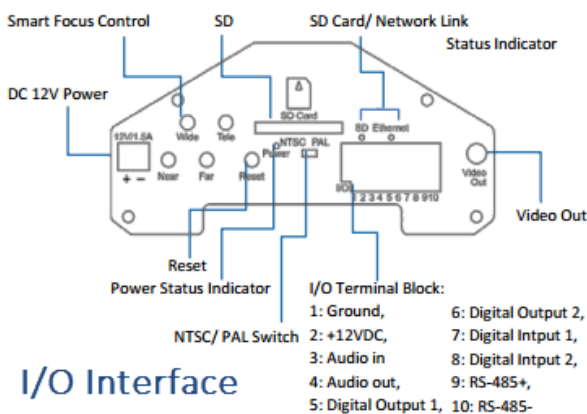 Smart Focus Control
SD
SD Card/ Network Link
Status Indicator
DC 12V Power
SD Card
12V/1.5A
Wide
Tele
SD Ethernet
NTSC PAL
Power
+ -
Near
Far
Reset
I/O1
1 2 3 4 5 6 7 8 910
Video
Out
Video Out
Reset
Power Status Indicator
NTSC/ PAL Switch
I/O Terminal Block:
1: Ground,
2: +12VDC,
3: Audio in
4: Audio out,
5: Digital Output 1,
6: Digital Output 2,
7: Digital Intput 1,
8: Digital Intput 2,
9: RS-485+,
10: RS-485-
I/O Interface